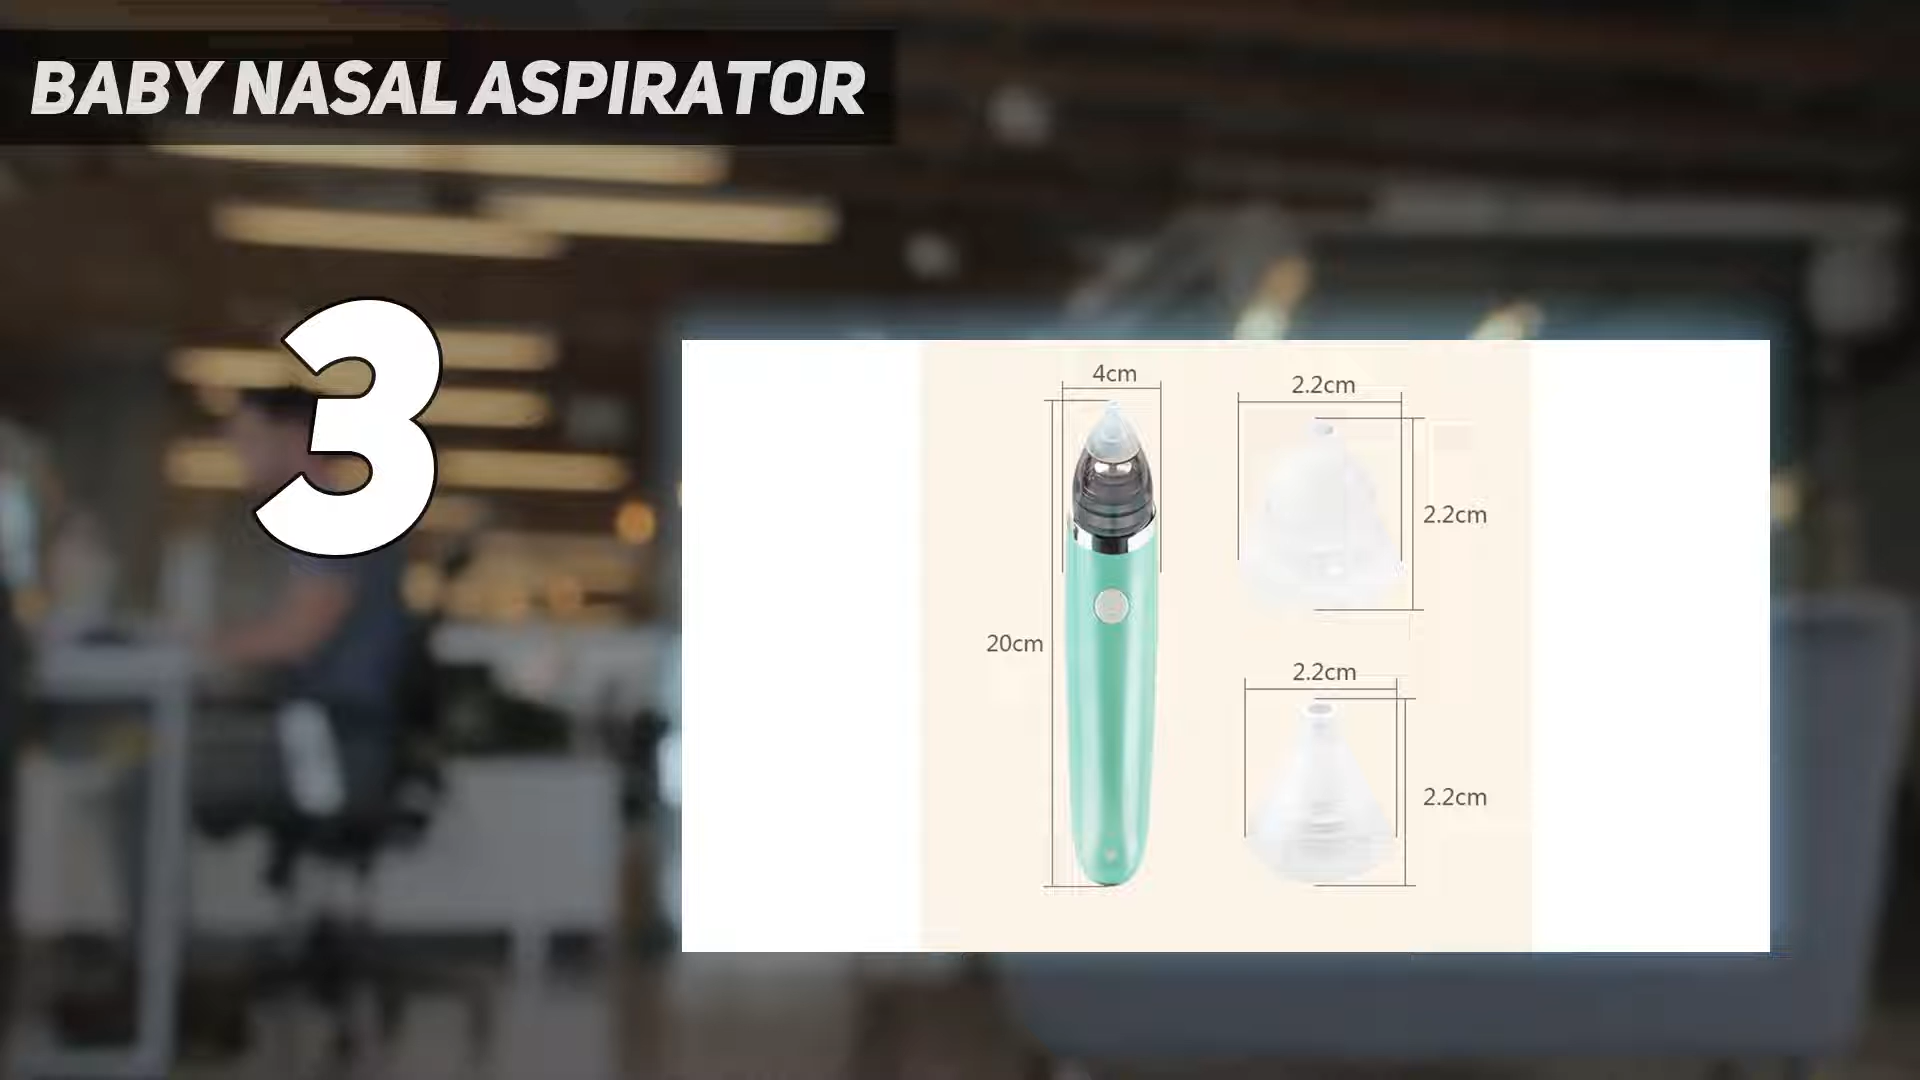 BABY NASAL ASPIRATOR
3
4cm
2.2cm
2.2cm
20cm
2.2cm
2.2cm